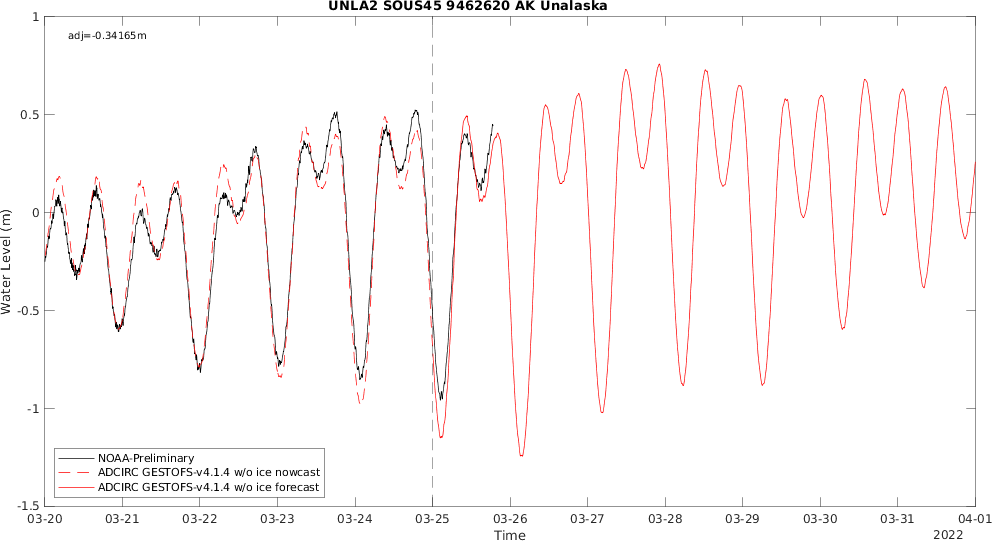 UNLA2 SOUS45 9462620 AK Unalaska
adj=-0.34165m
Water Level (m)
1
0.5
0
-0.5
-1
-1.5
NOAA-Preliminary
ADCIRC GESTOFS-v4.1.4 w/o ice nowcast
ADCIRC GESTOFS-v4.1.4 w/o ice forecast
03-20 03-21 03-22 03-23 03-24 03-25 03-26 03-27 03-28 03-29 03-30 03-31 04-01
Time
2022